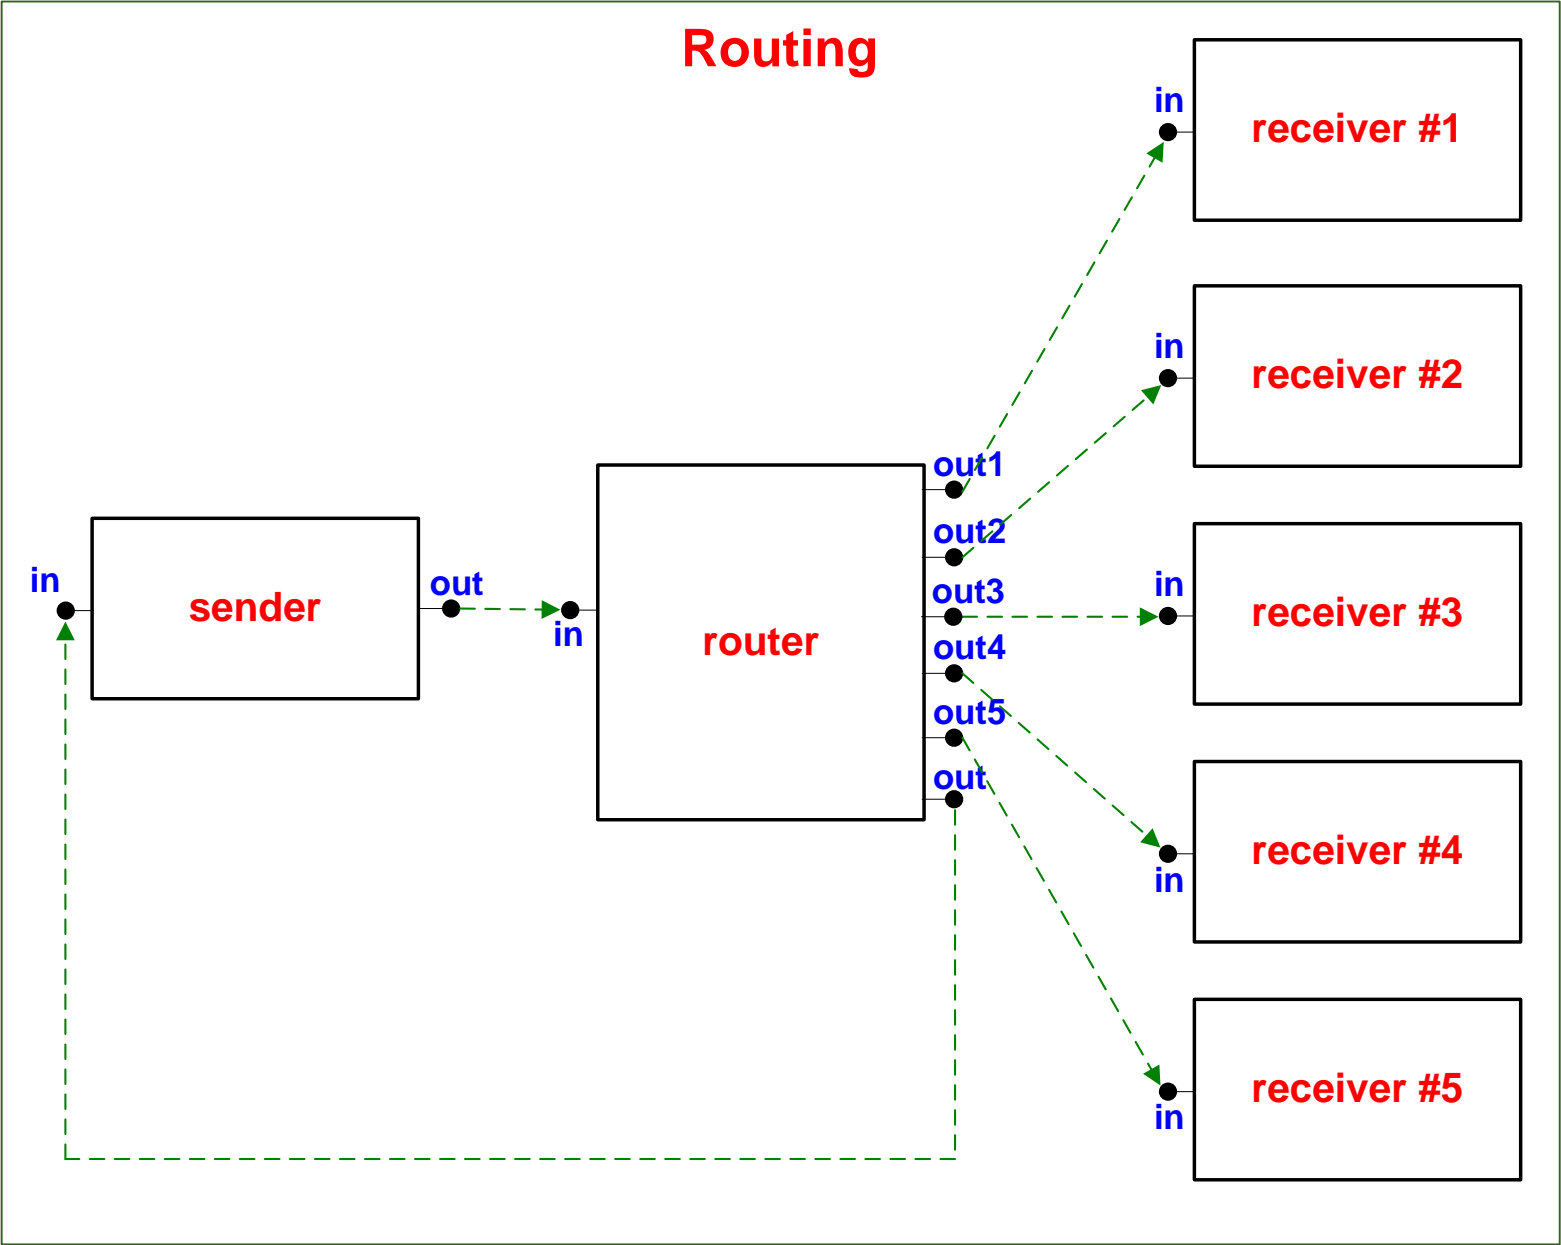 Routing
in
receiver #1
in
receiver #2
out1
out2
in
sender
out
in
router
out3
out4
out5
out
in
receiver #3
receiver #4
in
receiver #5
in